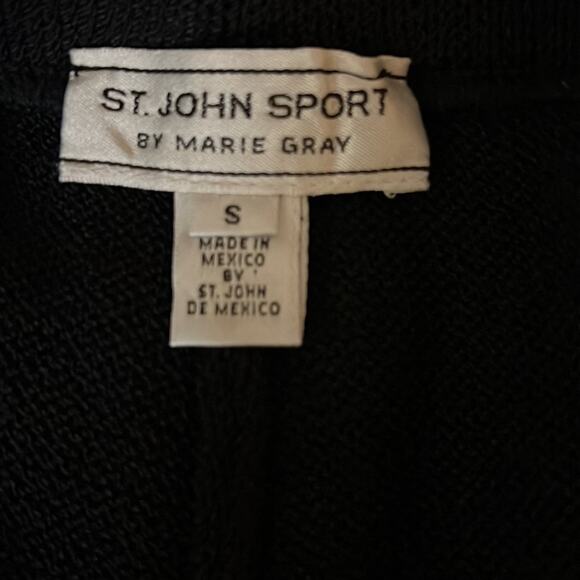 ST. JOHN SPORT
BY MARIE GRAY
S
MADE IN
MEXICO
BY
ST. JOHN
DE MEXICO